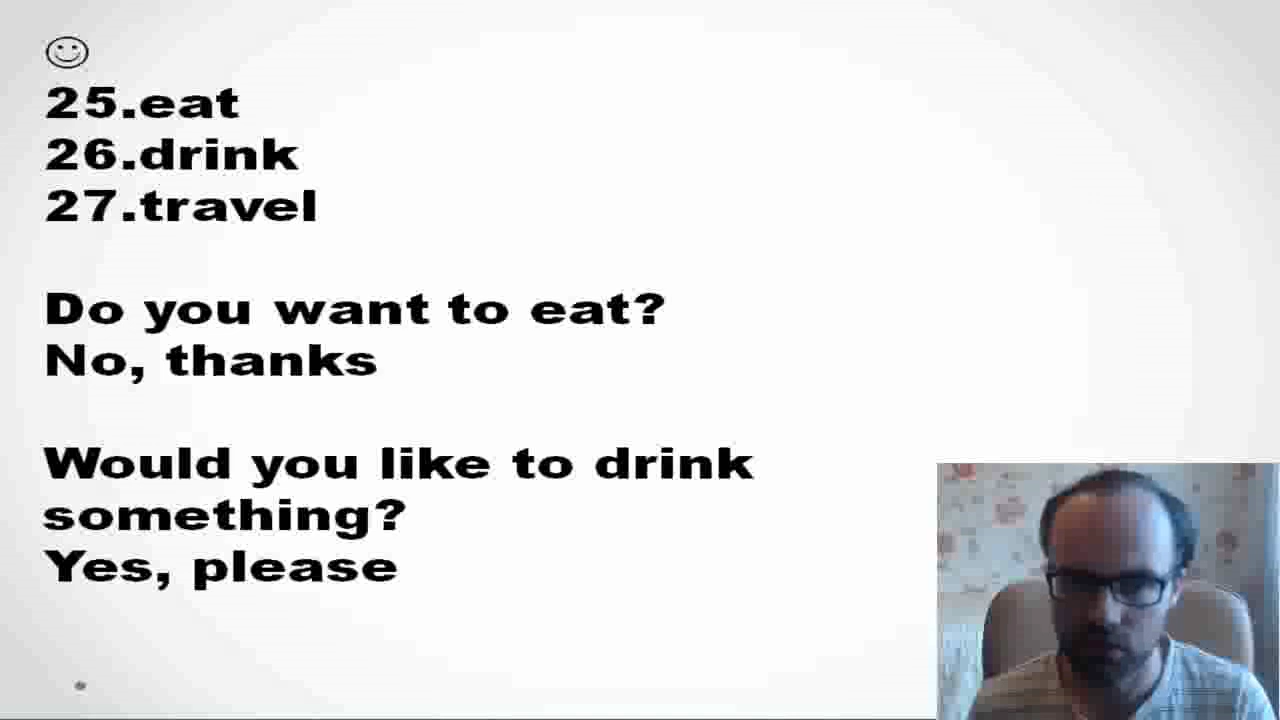 25.eat
26.drink
27.travel
Do you want to eat?
No, thanks
Would you like to drink
something?
Yes, please